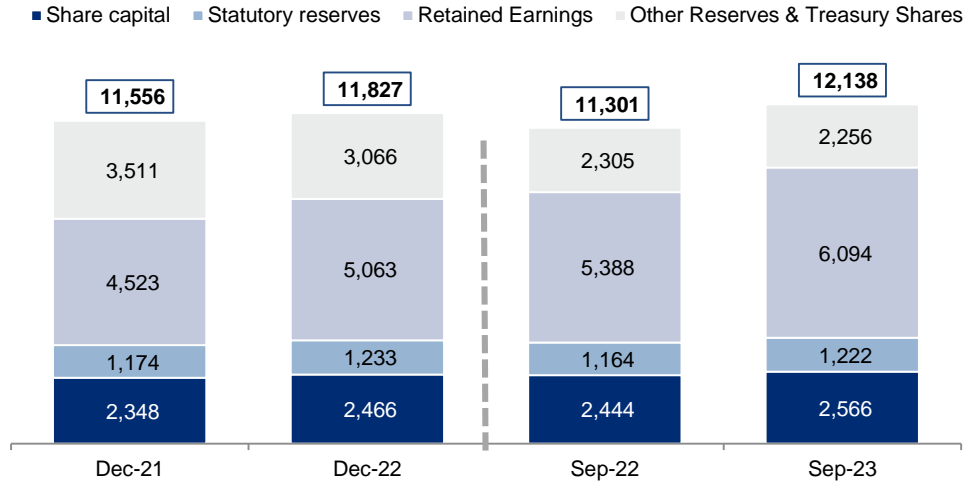 Share capital Statutory reserves Retained Earnings Other Reserves & Treasury Shares
11,556 11,827 11,301 12,138
3,511 3,066 2,305 2,256
4,523 5,063 5,388 6,094
1,174 1,233 1,164 1,222
2,348 2,466 2,444 2,566
Dec-21 Dec-22 Sep-22 Sep-23